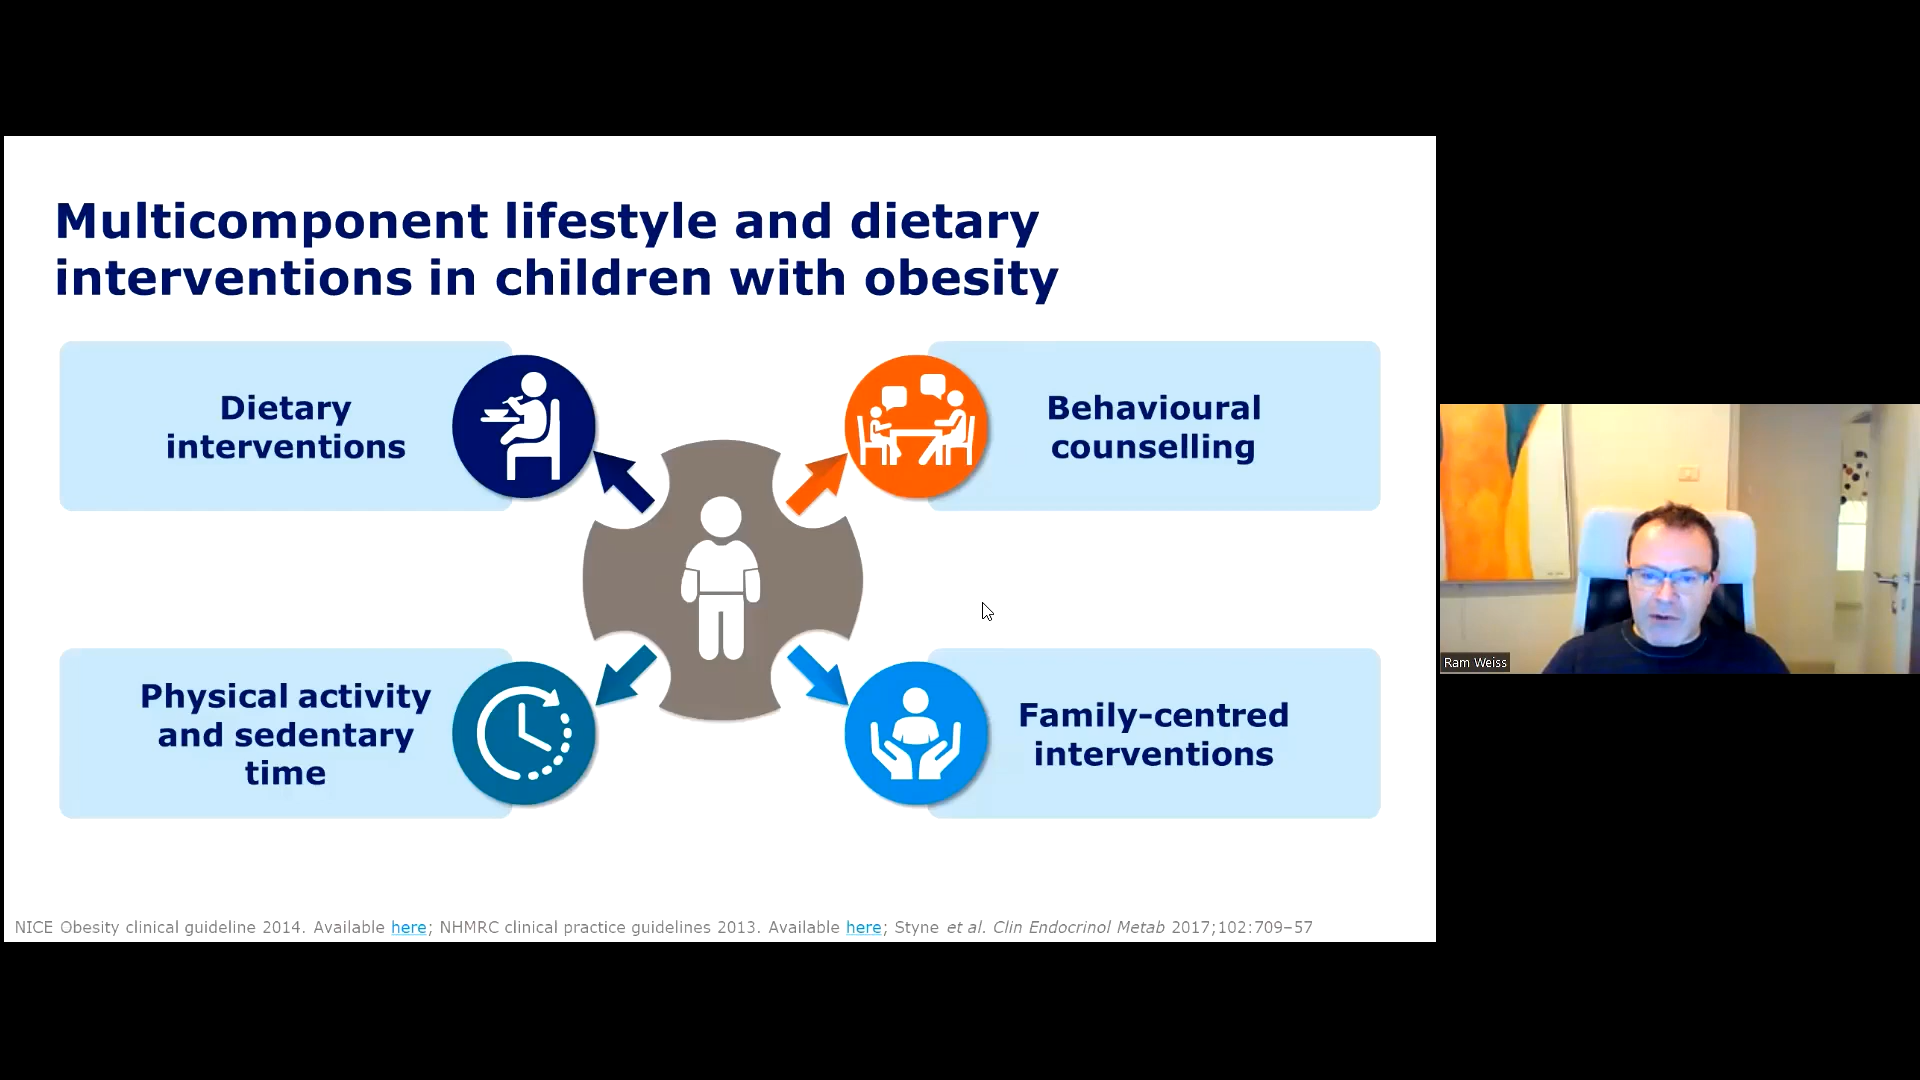 Multicomponent lifestyle and dietary
interventions in children with obesity
Dietary
interventions
Behavioural
counselling
Physical activity
and sedentary
time
Family-centred
interventions
NICE Obesity clinical guideline 2014. Available here; NHMRC clinical practice guidelines 2013. Available here; Styne et al. Clin Endocrinol Metab 2017;102:709–57
Ram Weiss